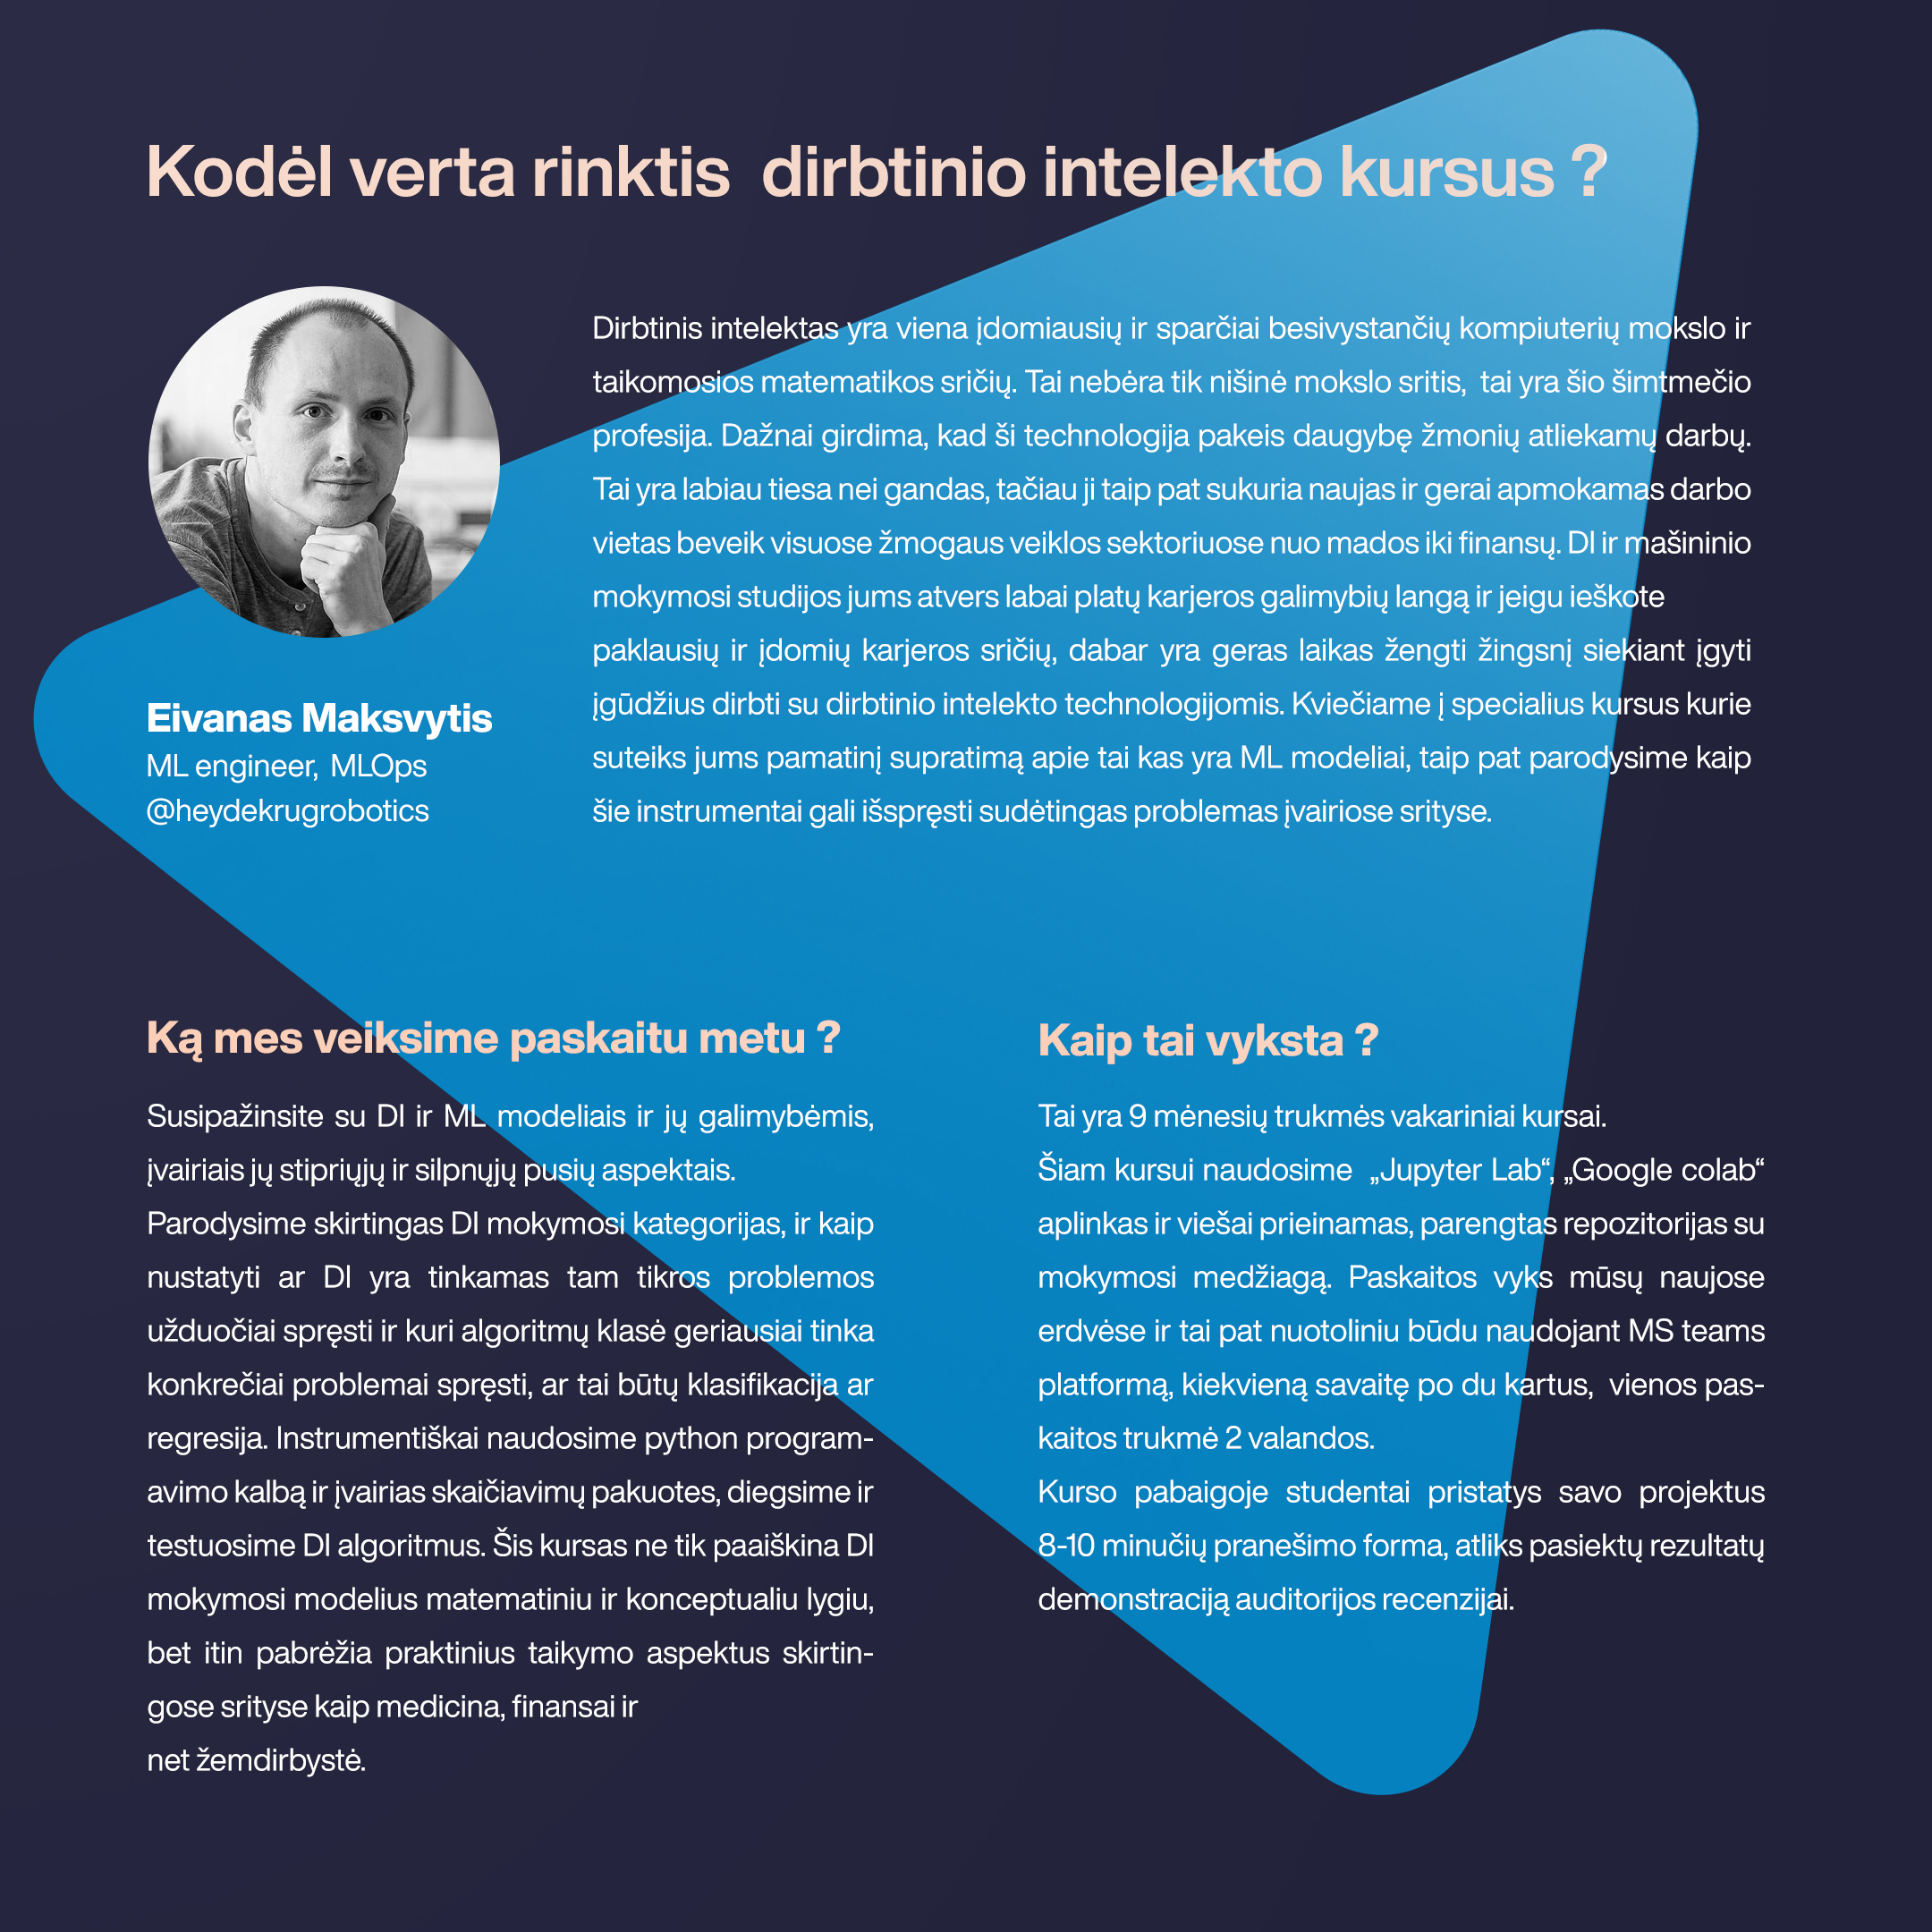 Kodėl verta rinktis  dirbtinio intelekto kursus ?
Dirbtinis intelektas yra viena įdomiausių ir sparčiai besivystančių kompiuterių mokslo ir
taikomosios matematikos sričių. Tai nebėra tik nišinė mokslo sritis,  tai yra šio šimtmečio
profesija. Dažnai girdima, kad ši technologija pakeis daugybę žmonių atliekamų darbų.
Tai yra labiau tiesa nei gandas, tačiau ji taip pat sukuria naujas ir gerai apmokamas darbo
vietas beveik visuose žmogaus veiklos sektoriuose nuo mados iki finansų. DI ir mašininio
mokymosi studijos jums atvers labai platų karjeros galimybių langą ir jeigu ieškote
paklausių ir įdomių karjeros sričių, dabar yra geras laikas žengti žingsnį siekiant įgyti
įgūdžius dirbti su dirbtinio intelekto technologijomis. Kviečiame į specialius kursus kurie
suteiks jums pamatinį supratimą apie tai kas yra ML modeliai, taip pat parodysime kaip
šie instrumentai gali išspręsti sudėtingas problemas įvairiose srityse.
Eivanas Maksvytis
ML engineer,  MLOps
@heydekrugrobotics
Ką mes veiksime paskaitu metu ?
Susipažinsite su DI ir ML modeliais ir jų galimybėmis,
įvairiais jų stipriųjų ir silpnųjų pusių aspektais.
Parodysime skirtingas DI mokymosi kategorijas, ir kaip
nustatyti ar DI yra tinkamas tam tikros problemos
užduočiai spręsti ir kuri algoritmų klasė geriausiai tinka
konkrečiai problemai spręsti, ar tai būtų klasifikacija ar
regresija. Instrumentiškai naudosime python program-
avimo kalbą ir įvairias skaičiavimų pakuotes, diegsime ir
testuosime DI algoritmus. Šis kursas ne tik paaiškina DI
mokymosi modelius matematiniu ir konceptualiu lygiu,
bet itin pabrėžia praktinius taikymo aspektus skirtin-
gose srityse kaip medicina, finansai ir
net žemdirbystė.
Kaip tai vyksta ?
Tai yra 9 mėnesių trukmės vakariniai kursai.
Šiam kursui naudosime  „Jupyter Lab“, „Google colab“
aplinkas ir viešai prieinamas, parengtas repozitorijas su
mokymosi medžiagą. Paskaitos vyks mūsų naujose
erdvėse ir tai pat nuotoliniu būdu naudojant MS teams
platformą, kiekvieną savaitę po du kartus,  vienos pas-
kaitos trukmė 2 valandos.
Kurso pabaigoje studentai pristatys savo projektus
8-10 minučių pranešimo forma, atliks pasiektų rezultatų
demonstraciją auditorijos recenzijai.